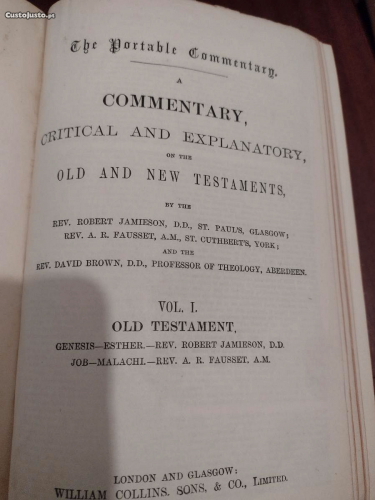 CustoJusto.pt
The Portable Commentary.
A
COMMENTARY,
CRITICAL AND EXPLANATORY,
ON THE
OLD AND NEW TESTAMENTS,
BY THE
REV. ROBERT JAMIESON, D.D., ST. PAUL'S, GLASGOW;
REV. A. R. FAUSSET, A.M., ST. CUTHBERT'S, YORK;
AND THE
REV. DAVID BROWN, D.D., PROFESSOR OF THEOLOGY, ABERDEEN.
VOL. I.
OLD TESTAMENT,
GENESIS—ESTHER.—REV. ROBERT JAMIESON, D.D.
JOB—MALACHI.—REV. A. R. FAUSSET, A.M.
LONDON AND GLASGOW:
WILLIAM COLLINS, SONS, & CO., LIMITED.